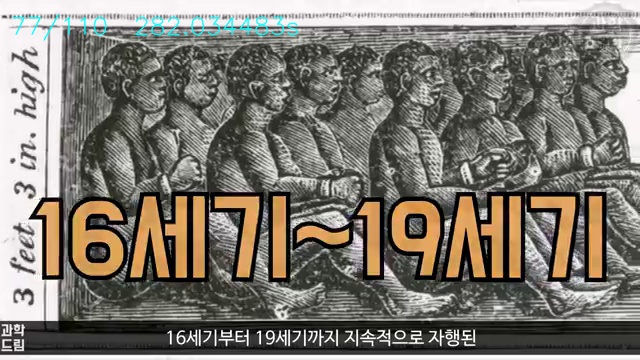 77/110 282.034483s
3 feet 3 in. high
16세기~19세기
과학
드림
16세기부터 19세기까지 지속적으로 자행된